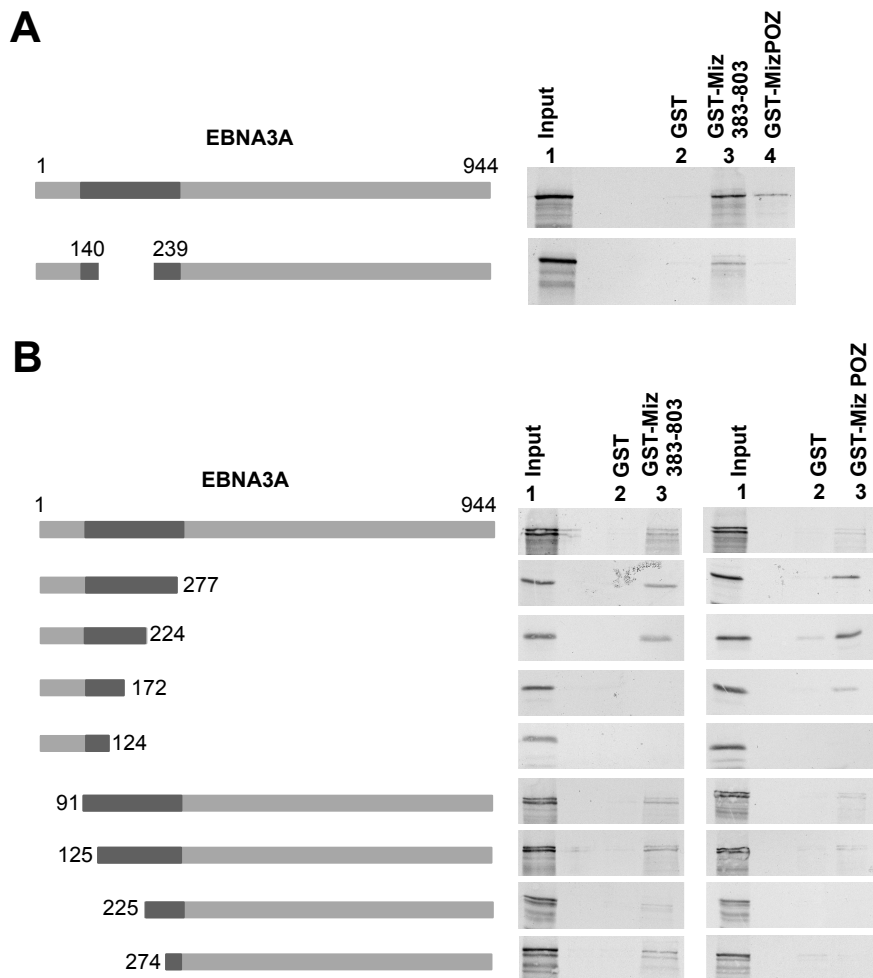 A
EBNA3A
1
944
140
239
Input
1
GST
2
GST-Miz
383-803
3
GST-MizPOZ
4
B
EBNA3A
1
944
277
224
172
124
91
125
225
274
Input
1
GST
2
GST-Miz
383-803
3
Input
1
GST
2
GST-Miz POZ
3